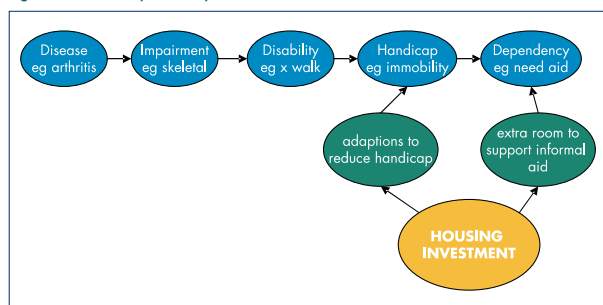 Disease
eg arthritis
Impairment
eg skeletal
Disability
eg x walk
Handicap
eg immobility
Dependency
eg need aid
adaptions to
reduce handicap
extra room to
support informal
aid
HOUSING
INVESTMENT